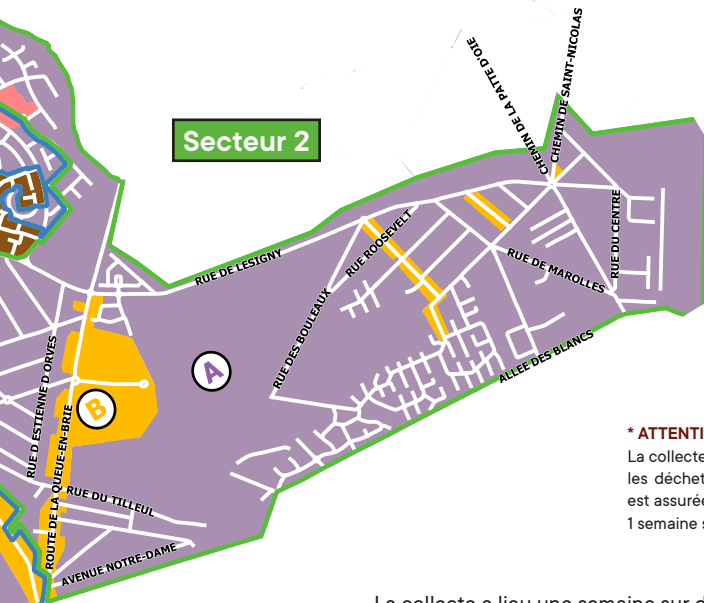 CHEMIN DE LA PATTE D'OIE
CHEMIN DE SAINT-NICOLAS
Secteur 2
RUE DE LESIGNY
RUE ROOSEVELT
RUE DU CENTRE
RUE DE MAROLLES
RUE DES BOULEAUX
ALLEE DES BLANCS
A
B
RUE D ESTIENNE D ORVES
ROUTE DE LA QUEUE-EN-BRIE
RUE DU TILLEUL
AVENUE NOTRE-DAME
* ATTENTI
La collecte
les déchet
est assurée
1 semaine s
La collecte a lieu une semaine sur d